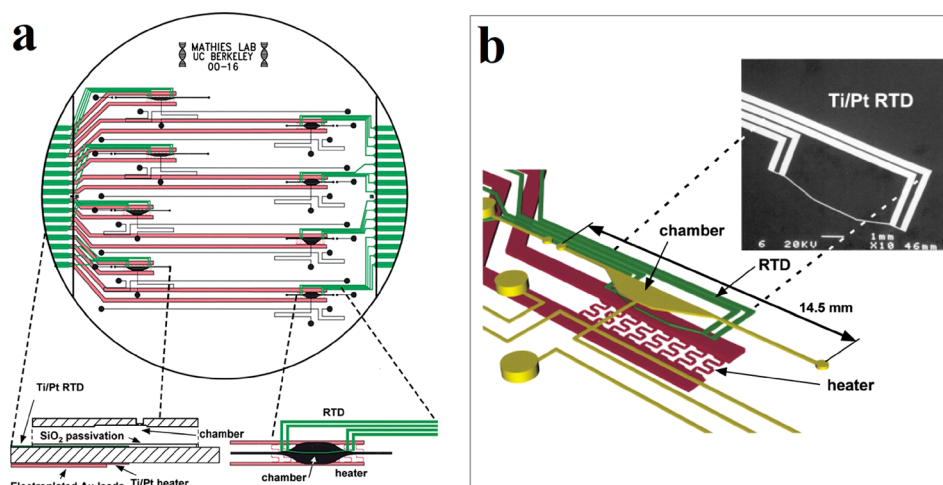 a
MATHIES LAB
UC BERKELEY
00-16
Ti/Pt RTD
SiO2 passivation
chamber
Electroplated Au leads
Ti/Pt heater
RTD
chamber
heater
b
Ti/Pt RTD
6 20KV 1mm X10 46mm
chamber
RTD
14.5 mm
heater